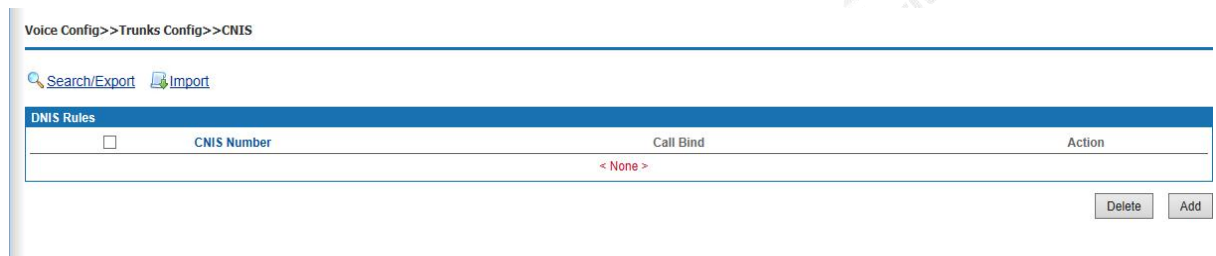 Voice Config>>Trunks Config>>CNIS
Search/Export Import
DNIS Rules
CNIS Number Call Bind Action
< None >
Delete Add